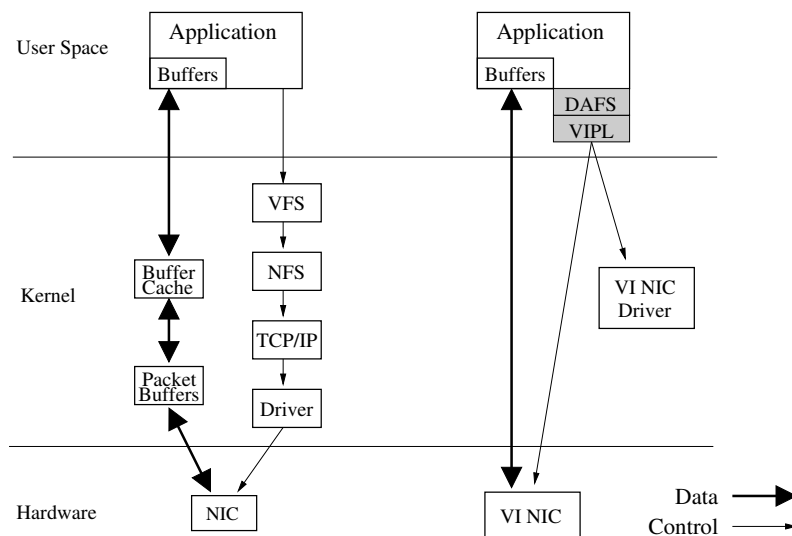 User Space
Application
Buffers
Application
Buffers
DAFS
VIPL
Kernel
VFS
NFS
TCP/IP
Driver
Buffer
Cache
Packet
Buffers
VI NIC
Driver
Hardware
NIC
VI NIC
Data
Control